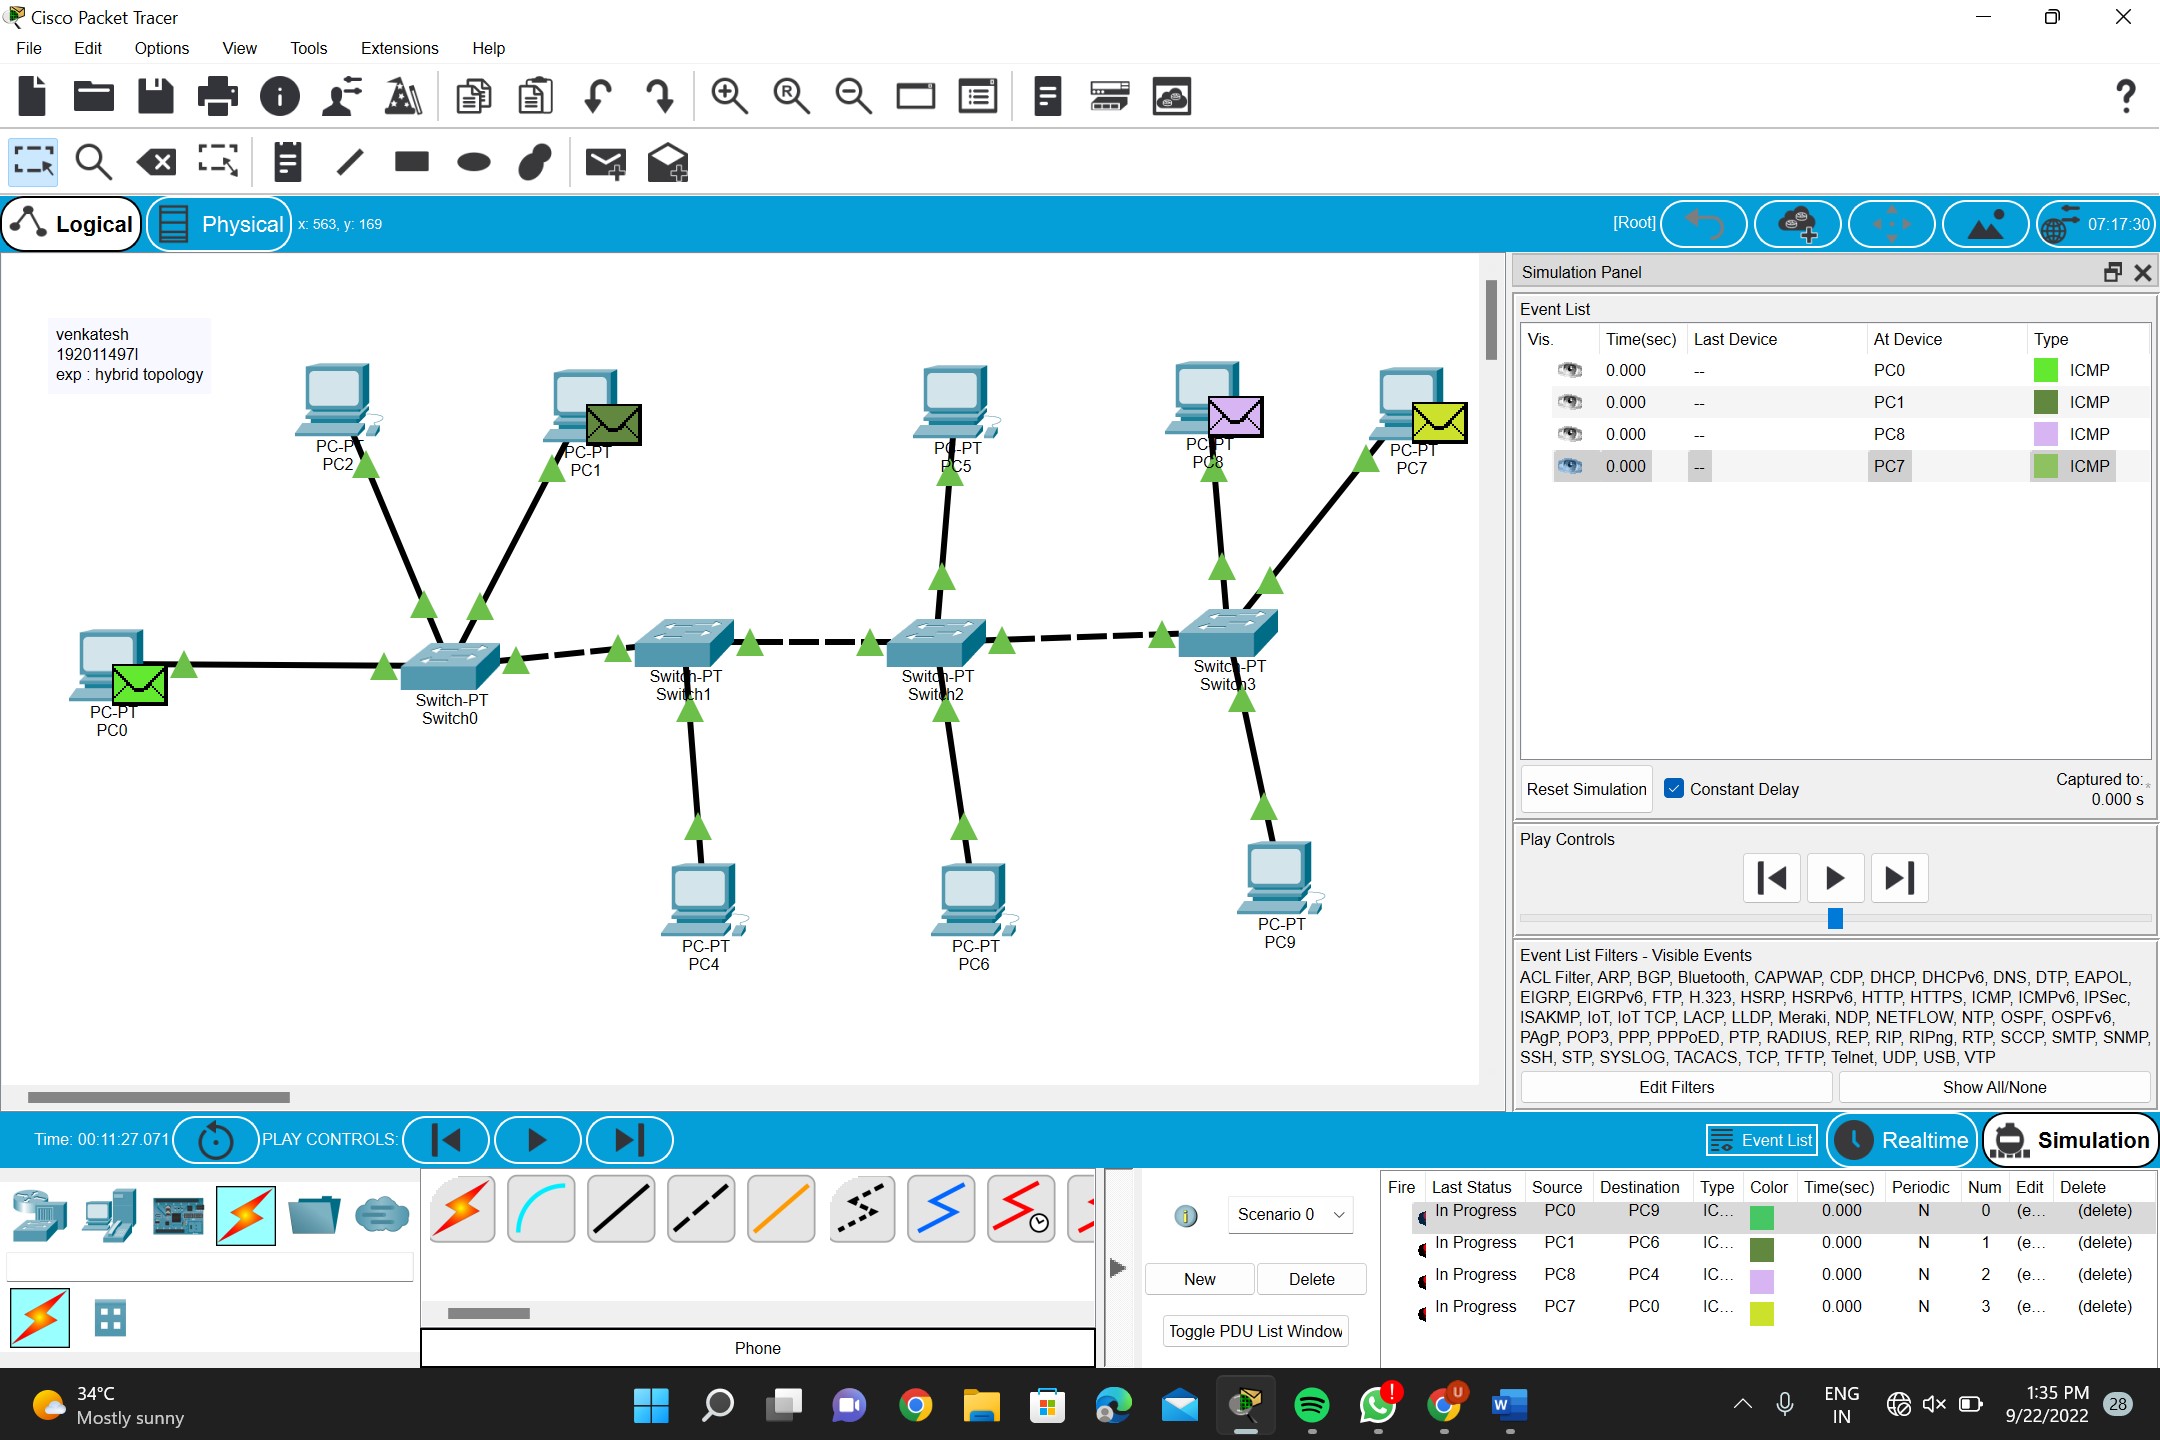 Cisco Packet Tracer
File Edit Options View Tools Extensions Help
Logical Physical x: 563, y: 169 [Root] 07:17:30
venkatesh
192011497l
exp : hybrid topology
PC-PT
PC2
PC-PT
PC1
PC-PT
PC5
PC-PT
PC8
PC-PT
PC7
PC-PT
PC0
Switch-PT
Switch0
Switch-PT
Switch1
Switch-PT
Switch2
Switch-PT
Switch3
PC-PT
PC4
PC-PT
PC6
PC-PT
PC9
Simulation Panel
Event List
Vis. Time(sec) Last Device At Device Type
0.000 -- PC0 ICMP
0.000 -- PC1 ICMP
0.000 -- PC8 ICMP
0.000 -- PC7 ICMP
Reset Simulation Constant Delay Captured to:
0.000 s
Play Controls
Event List Filters - Visible Events
ACL Filter, ARP, BGP, Bluetooth, CAPWAP, CDP, DHCP, DHCPv6, DNS, DTP, EAPOL,
EIGRP, EIGRPv6, FTP, H.323, HSRP, HSRPv6, HTTP, HTTPS, ICMP, ICMPv6, IPSec,
ISAKMP, IoT, IoT TCP, LACP, LLDP, Meraki, NDP, NETFLOW, NTP, OSPF, OSPFv6,
PAgP, POP3, PPP, PPPoED, PTP, RADIUS, REP, RIP, RIPng, RTP, SCCP, SMTP, SNMP,
SSH, STP, SYSLOG, TACACS, TCP, TFTP, Telnet, UDP, USB, VTP
Edit Filters Show All/None
Time: 00:11:27.071 PLAY CONTROLS: Event List Realtime Simulation
Scenario 0
New Delete
Toggle PDU List Window
Phone
Fire Last Status Source Destination Type Color Time(sec) Periodic Num Edit Delete
In Progress PC0 PC9 IC... 0.000 N 0 (e... (delete)
In Progress PC1 PC6 IC... 0.000 N 1 (e... (delete)
In Progress PC8 PC4 IC... 0.000 N 2 (e... (delete)
In Progress PC7 PC0 IC... 0.000 N 3 (e... (delete)
34°C
Mostly sunny
ENG
IN
1:35 PM
9/22/2022
28